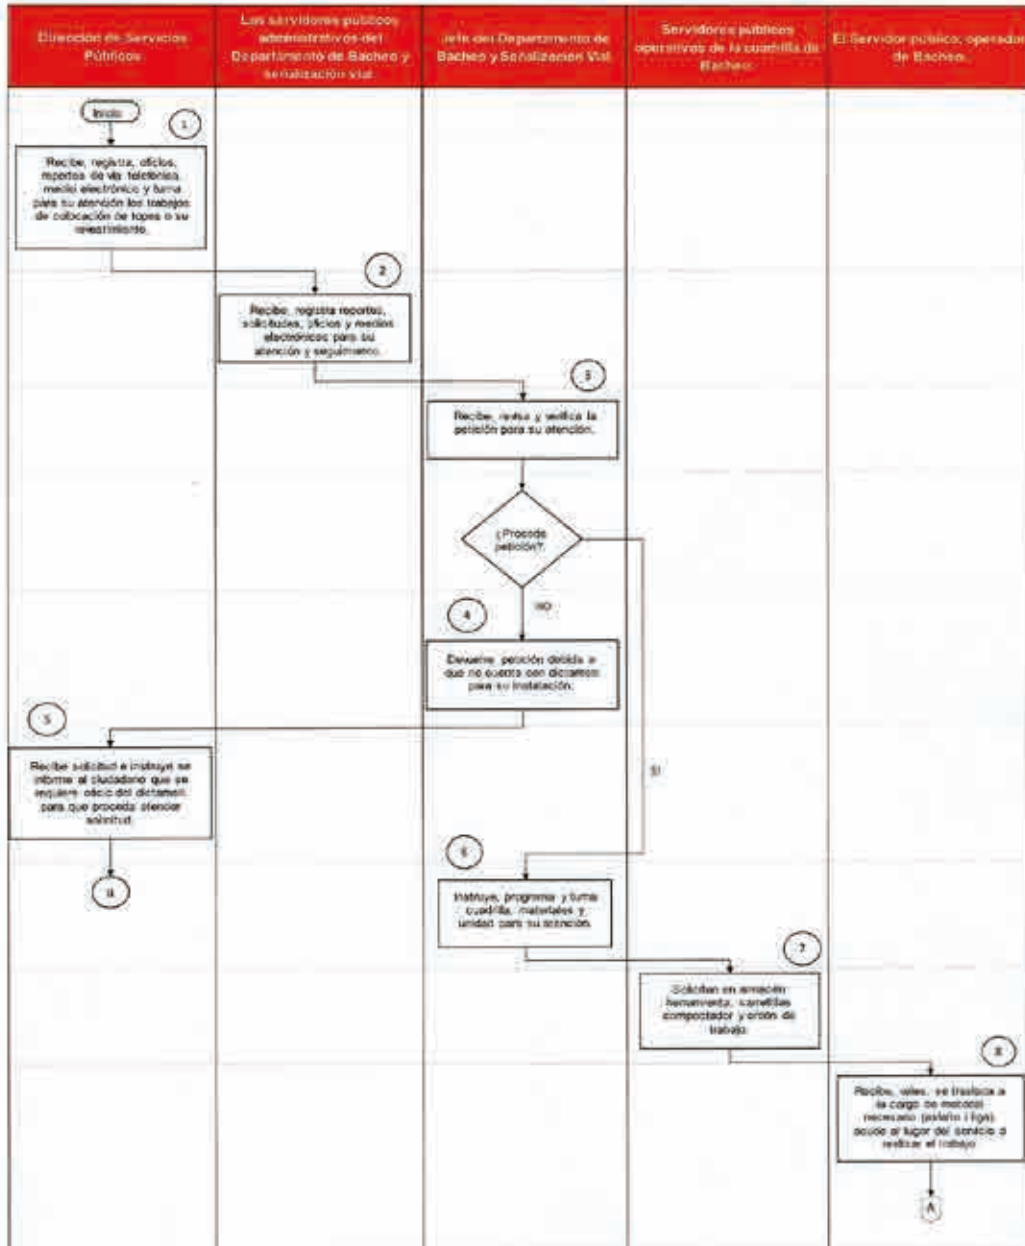 Dirección de Servicios
Públicos
Los servidores públicos
administrativos del
Departamento de Bacheo y
señalización vial
Jefe del Departamento de
Bacheo y Señalización Vial
Servidores públicos
operativos de la cuadrilla de
Bacheo.
El Servidor público, operador
de Bacheo.
Inicio
1
Recibe, registra, oficios,
reportes de vía telefónica,
medio electrónico y turna
para su atención los trabajos
de colocación de topes o su
revestimiento.
2
Recibe, registra reportes,
solicitudes, oficios y medios
electrónicos para su
atención y seguimiento.
3
Recibe, revisa y verifica la
petición para su atención.
¿Procede
petición?
NO
4
Devuelve petición debido a
que no cuenta con dictamen
para su instalación.
5
SI
Recibe solicitud e instruye se
informe al ciudadano que se
requiere oficio del dictamen
para que proceda atender
solicitud
6
Instruye, programa y turna
cuadrilla, materiales y
unidad para su atención.
7
Solicitan en almacén
herramienta, carretillas
compactador y orden de
trabajo
8
Recibe, vales, se traslada a
la carga de material
necesario (asfalto y liga),
acude al lugar del servicio a
realizar el trabajo
A